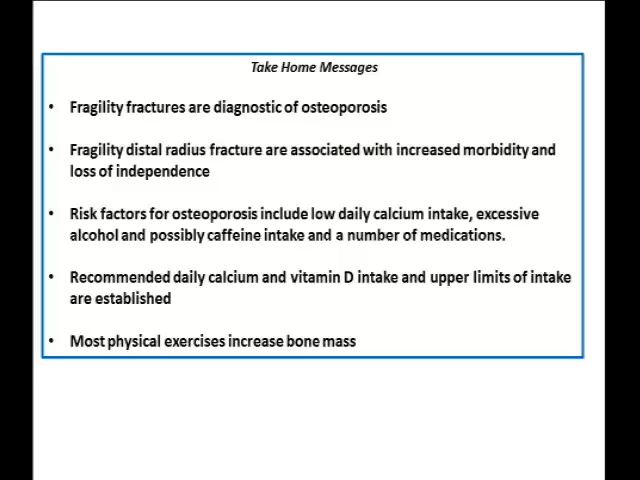 Take Home Messages
• Fragility fractures are diagnostic of osteoporosis
• Fragility distal radius fracture are associated with increased morbidity and
loss of independence
• Risk factors for osteoporosis include low daily calcium intake, excessive
alcohol and possibly caffeine intake and a number of medications.
• Recommended daily calcium and vitamin D intake and upper limits of intake
are established
• Most physical exercises increase bone mass